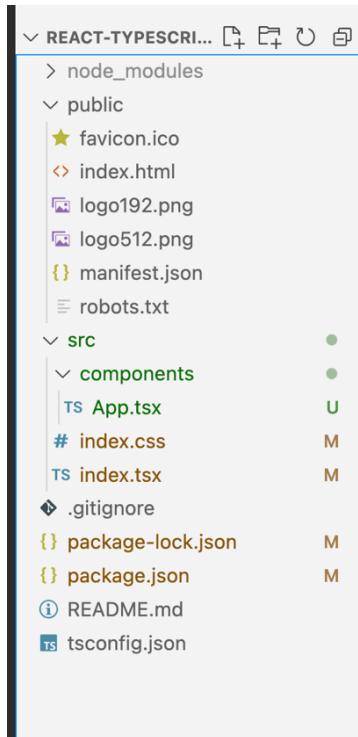 REACT-TYPESCRI...
node_modules
public
favicon.ico
<> index.html
logo192.png
logo512.png
{} manifest.json
robots.txt
src
components
TS App.tsx U
# index.css M
TS index.tsx M
.gitignore
{} package-lock.json M
{} package.json M
i README.md
TS tsconfig.json